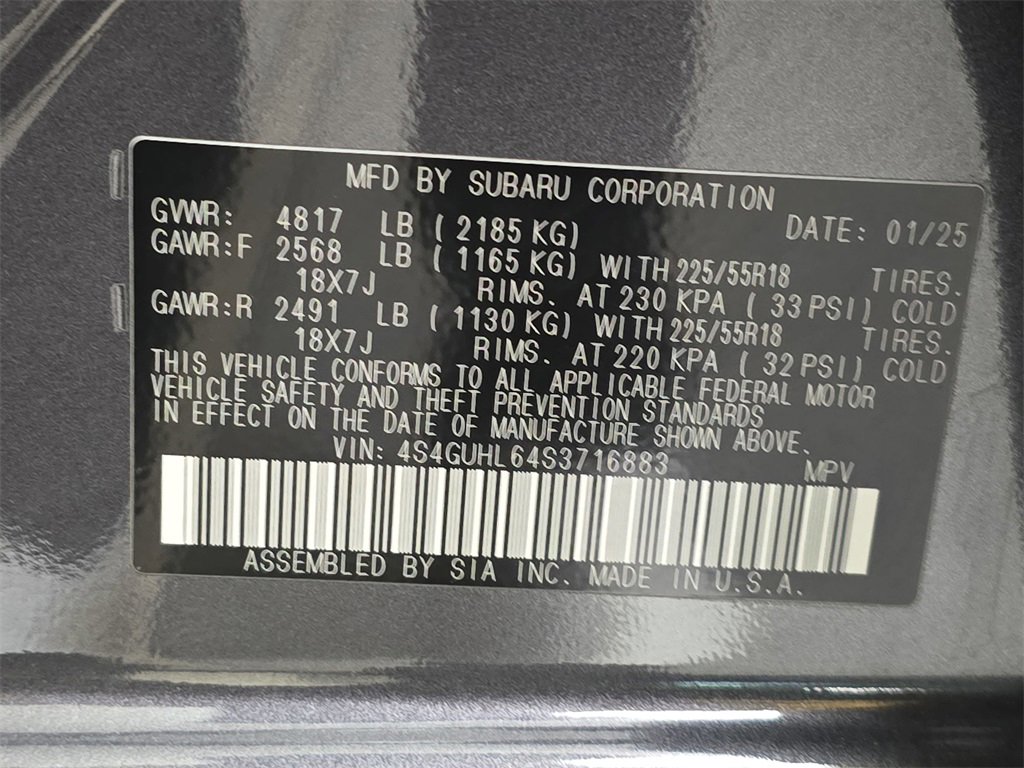 MFD BY SUBARU CORPORATION
GVWR: 4817 LB ( 2185 KG) DATE: 01/25
GAWR:F 2568 LB ( 1165 KG) WITH 225/55R18 TIRES.
18X7J RIMS. AT 230 KPA ( 33 PSI) COLD
GAWR:R 2491 LB ( 1130 KG) WITH 225/55R18 TIRES.
18X7J RIMS. AT 220 KPA ( 32 PSI) COLD
THIS VEHICLE CONFORMS TO ALL APPLICABLE FEDERAL MOTOR
VEHICLE SAFETY AND THEFT PREVENTION STANDARDS
IN EFFECT ON THE DATE OF MANUFACTURE SHOWN ABOVE.
VIN: 4S4GUHL64S3716883 MPV
ASSEMBLED BY SIA INC. MADE IN U.S.A.